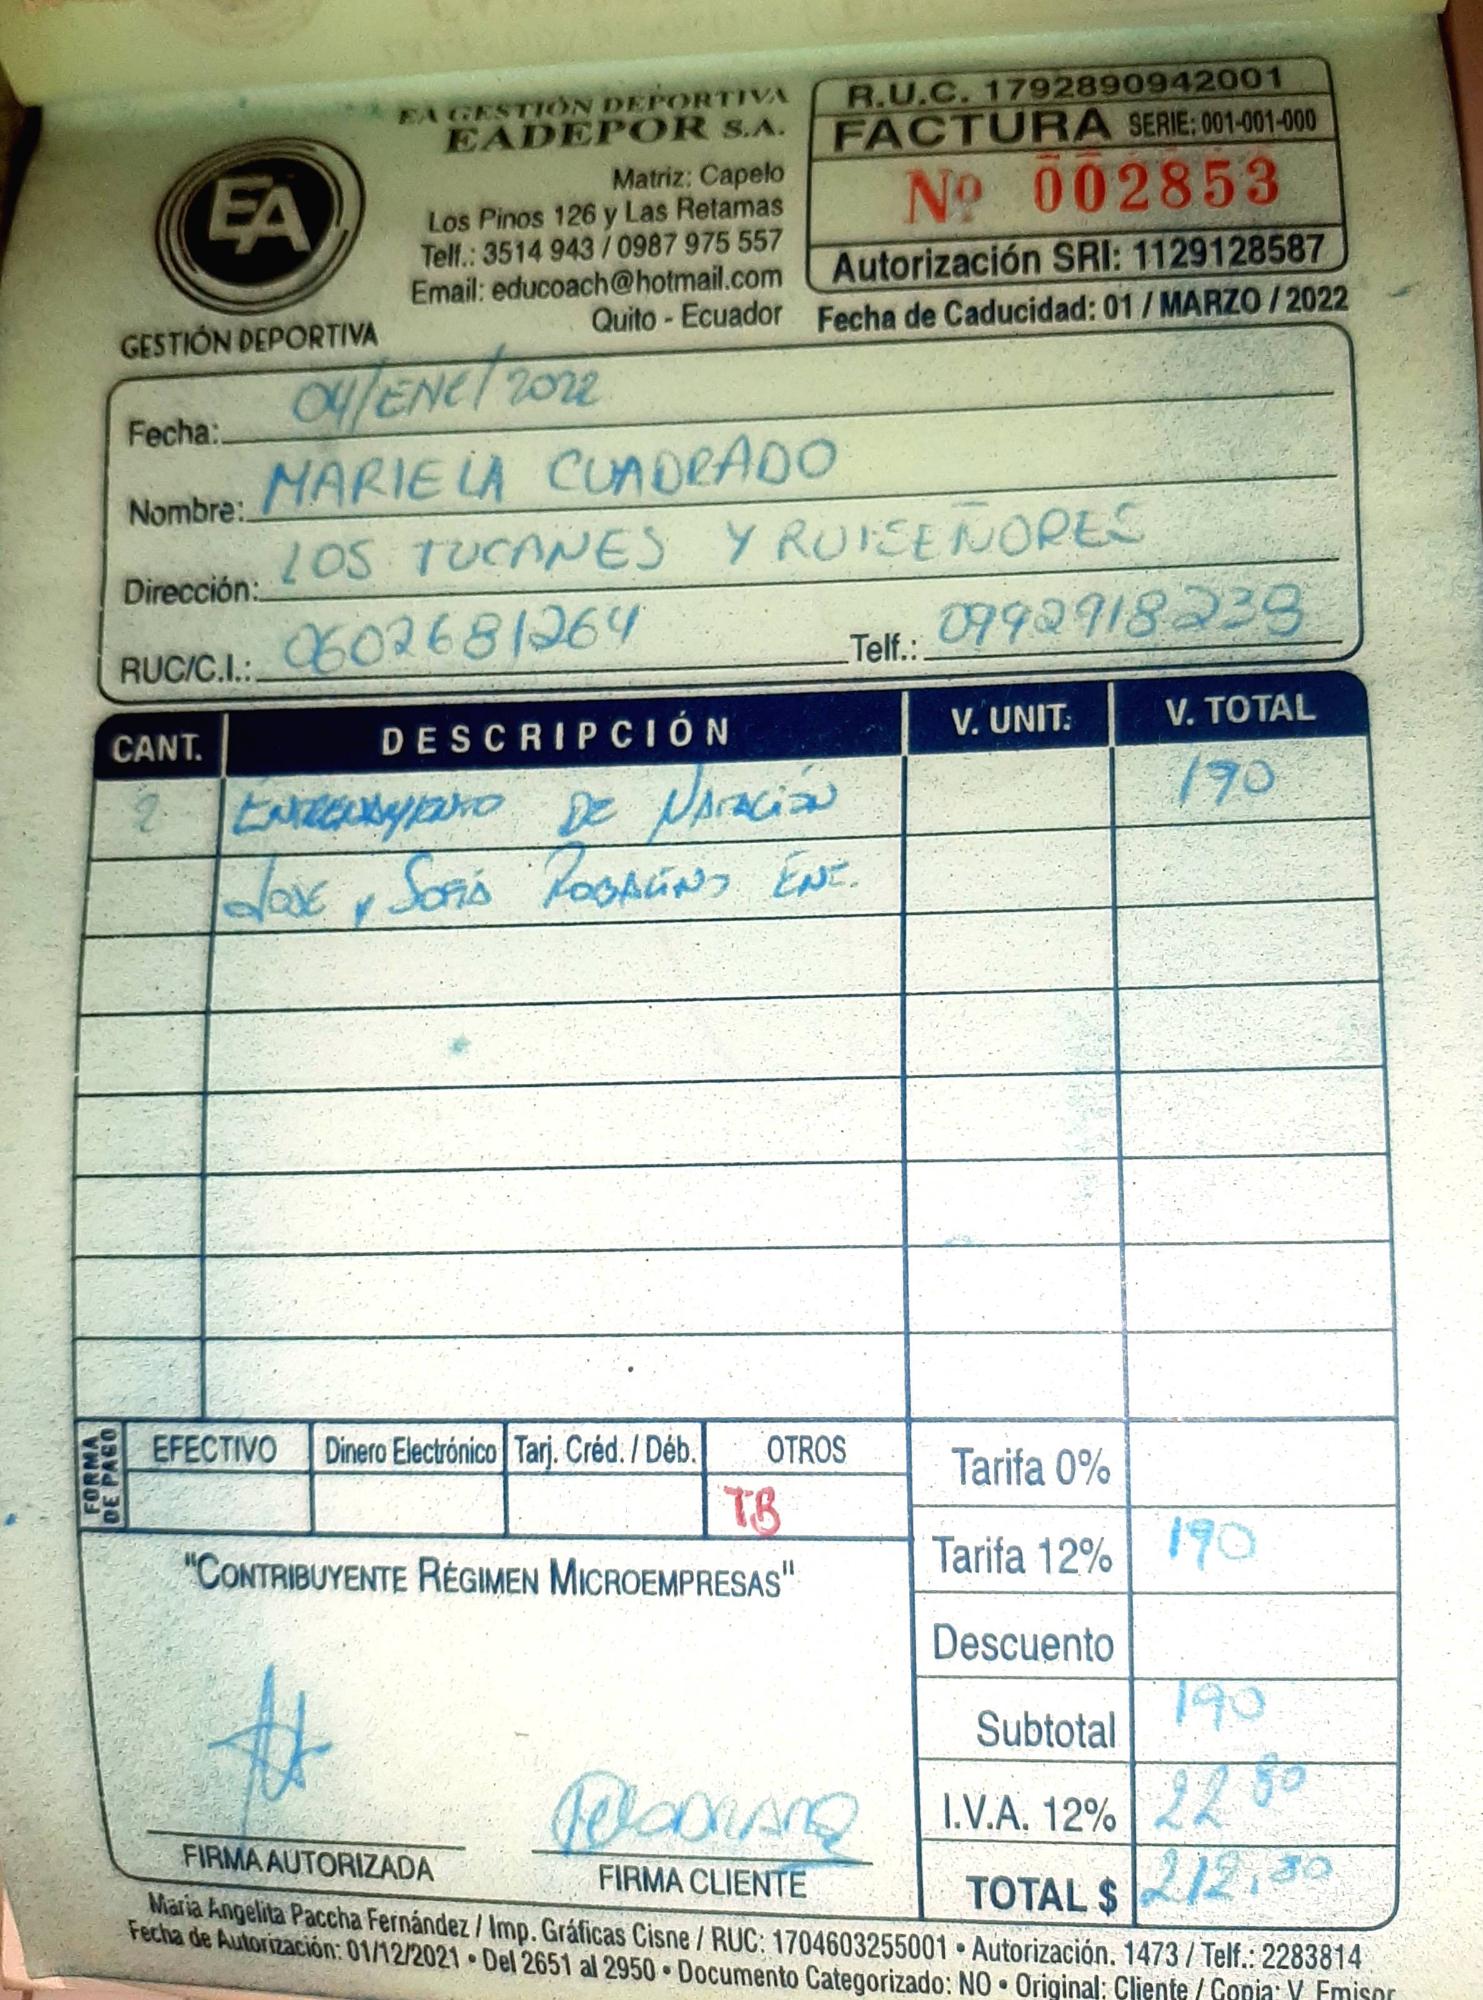 EA GESTIÓN DEPORTIVA
EADEPOR S.A.
EA
GESTIÓN DEPORTIVA
Matriz: Capelo
Los Pinos 126 y Las Retamas
Telf.: 3514 943 / 0987 975 557
Email: educoach@hotmail.com
Quito - Ecuador
R.U.C. 1792890942001
FACTURA SERIE: 001-001-000
Nº 002853
Autorización SRI: 1129128587
Fecha de Caducidad: 01 / MARZO / 2022
Fecha: 04/ENE/2022
Nombre: MARIELA CUADRADO
Dirección: LOS TUCANES Y RUISEÑORES
RUC/C.I.: 0602681264 Telf.: 0992918238
CANT. DESCRIPCIÓN V. UNIT. V. TOTAL
2 ENTRENAMIENTO DE NATACIÓN 190
JOSE Y SOFIA ROBALINO ENE.
FORMA DE PAGO
EFECTIVO Dinero Electrónico Tarj. Créd. / Déb. OTROS
TB
Tarifa 0%
Tarifa 12% 190
Descuento
Subtotal 190
I.V.A. 12% 22 80
TOTAL $ 212,80
"CONTRIBUYENTE RÉGIMEN MICROEMPRESAS"
FIRMA AUTORIZADA FIRMA CLIENTE
María Angelita Paccha Fernández / Imp. Gráficas Cisne / RUC: 1704603255001 • Autorización. 1473 / Telf.: 2283814
Fecha de Autorización: 01/12/2021 • Del 2651 al 2950 • Documento Categorizado: NO • Original: Cliente / Copia: V. Emisor